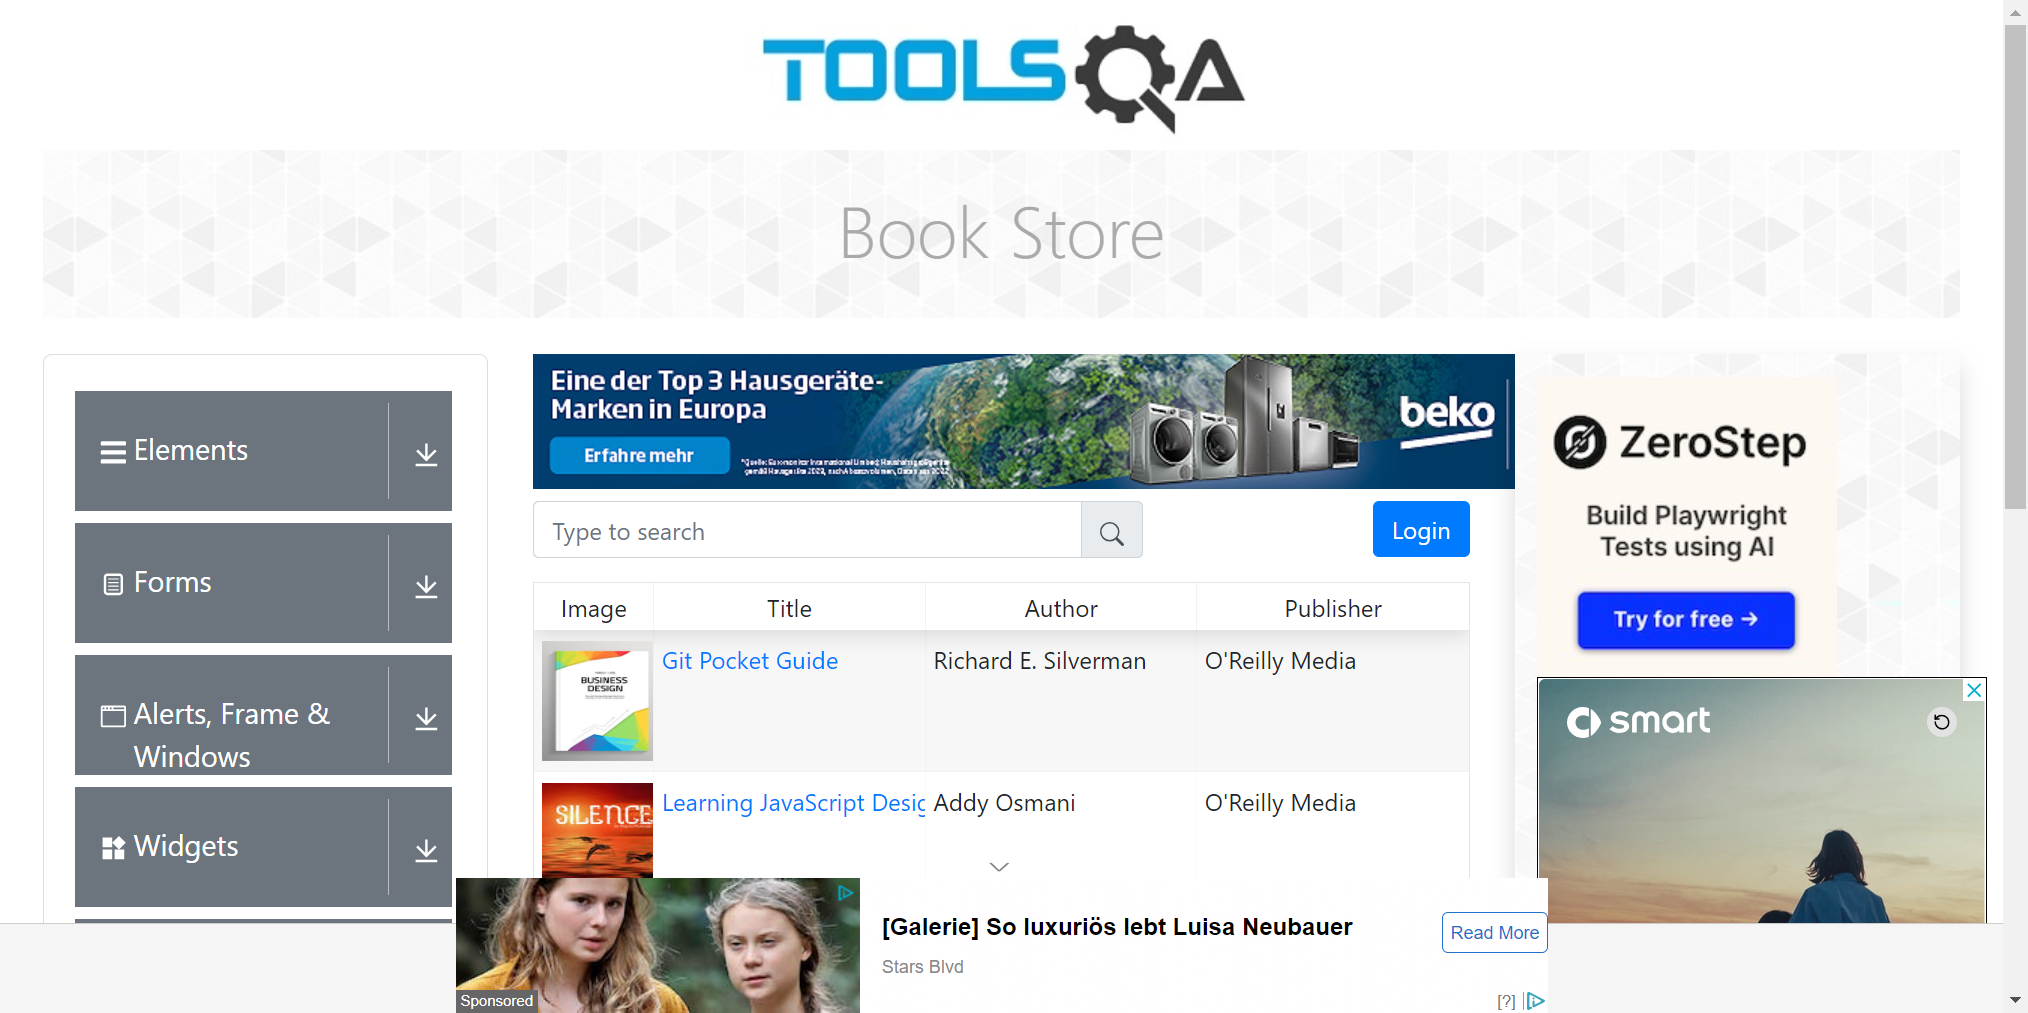 TOOLSQA
Book Store
Elements
Forms
Alerts, Frame &
Windows
Widgets
Eine der Top 3 Hausgeräte-
Marken in Europa
Erfahre mehr
beko
Type to search
Login
Image Title Author Publisher
BUSINESS
DESIGN
Git Pocket Guide Richard E. Silverman O'Reilly Media
SILENCE
Learning JavaScript Desig Addy Osmani O'Reilly Media
ZeroStep
Build Playwright
Tests using AI
Try for free →
smart
[Galerie] So luxuriös lebt Luisa Neubauer
Stars Blvd
Read More
Sponsored
[?]